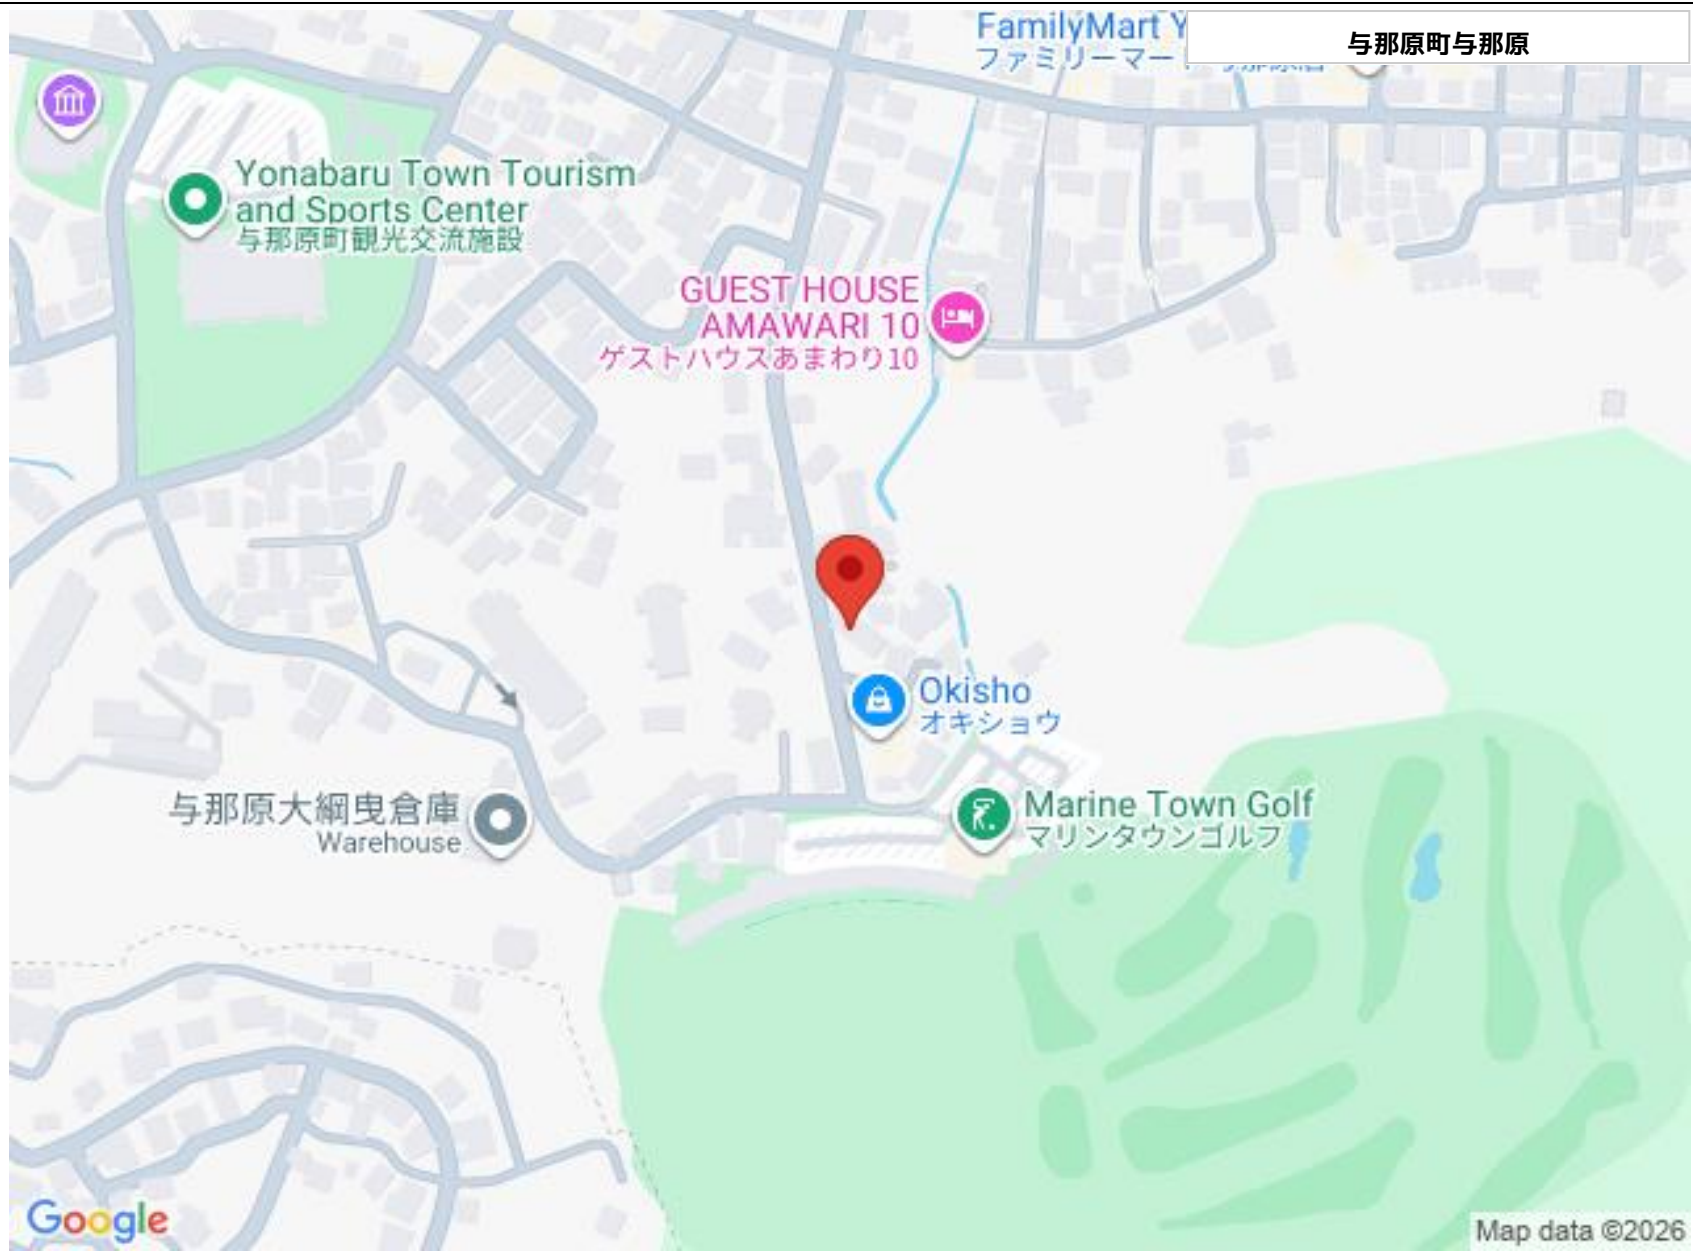 FamilyMart Y
ファミリーマー
与那原町与那原
Yonabaru Town Tourism
and Sports Center
与那原町観光交流施設
GUEST HOUSE
AMAWARI 10
ゲストハウスあまわり10
Okisho
オキショウ
与那原大綱曳倉庫
Warehouse
Marine Town Golf
マリンタウンゴルフ
Google
Map data ©2026